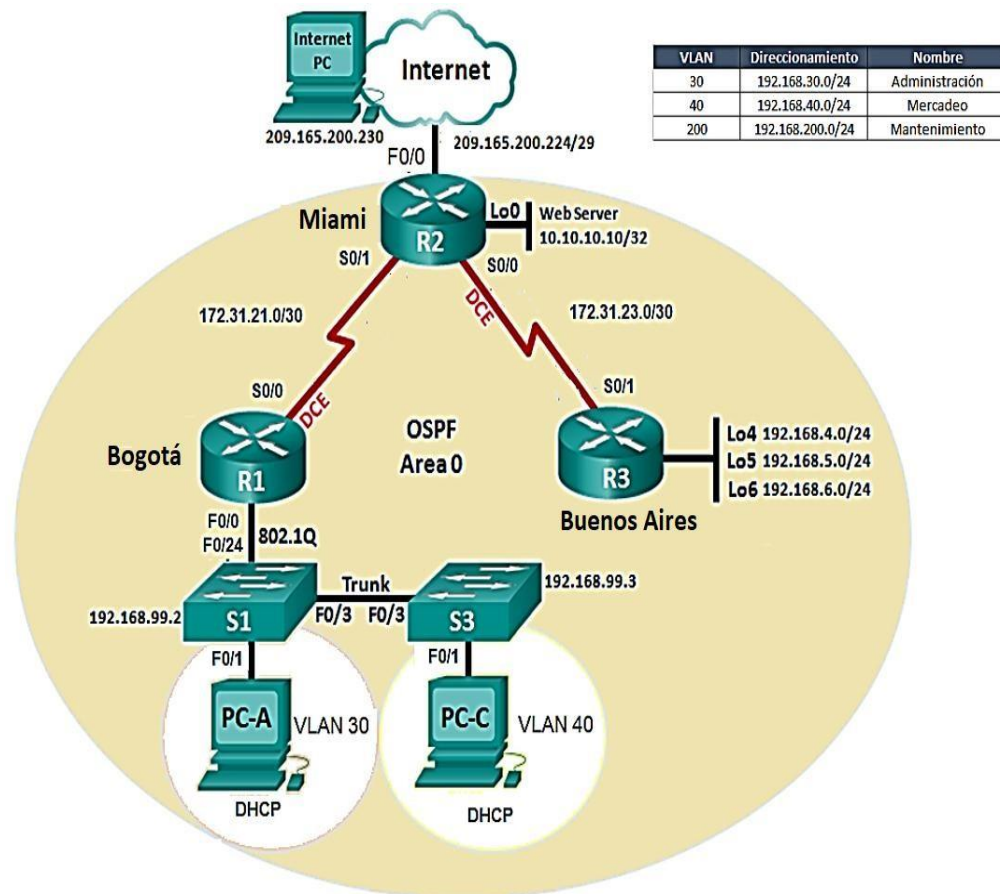 Internet
PC
Internet
209.165.200.230
209.165.200.224/29
F0/0
VLAN Direccionamiento Nombre
30 192.168.30.0/24 Administración
40 192.168.40.0/24 Mercadeo
200 192.168.200.0/24 Mantenimiento
Miami
R2
Lo0
Web Server
10.10.10.10/32
S0/1
S0/0
DCE
172.31.21.0/30
172.31.23.0/30
S0/0
DCE
S0/1
Bogotá
R1
OSPF
Area 0
R3
Buenos Aires
Lo4 192.168.4.0/24
Lo5 192.168.5.0/24
Lo6 192.168.6.0/24
F0/0
F0/24
802.1Q
Trunk
192.168.99.2
S1
F0/3
F0/3
S3
192.168.99.3
F0/1
F0/1
PC-A
VLAN 30
DHCP
PC-C
VLAN 40
DHCP